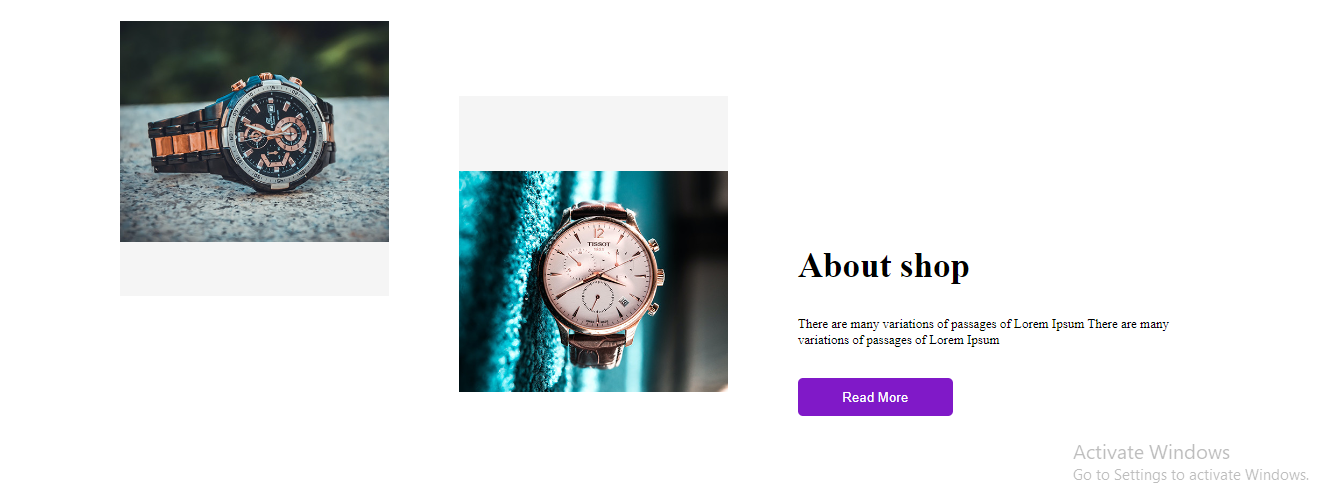 TISSOT
1853
About shop
There are many variations of passages of Lorem Ipsum There are many
variations of passages of Lorem Ipsum
Read More
Activate Windows
Go to Settings to activate Windows.